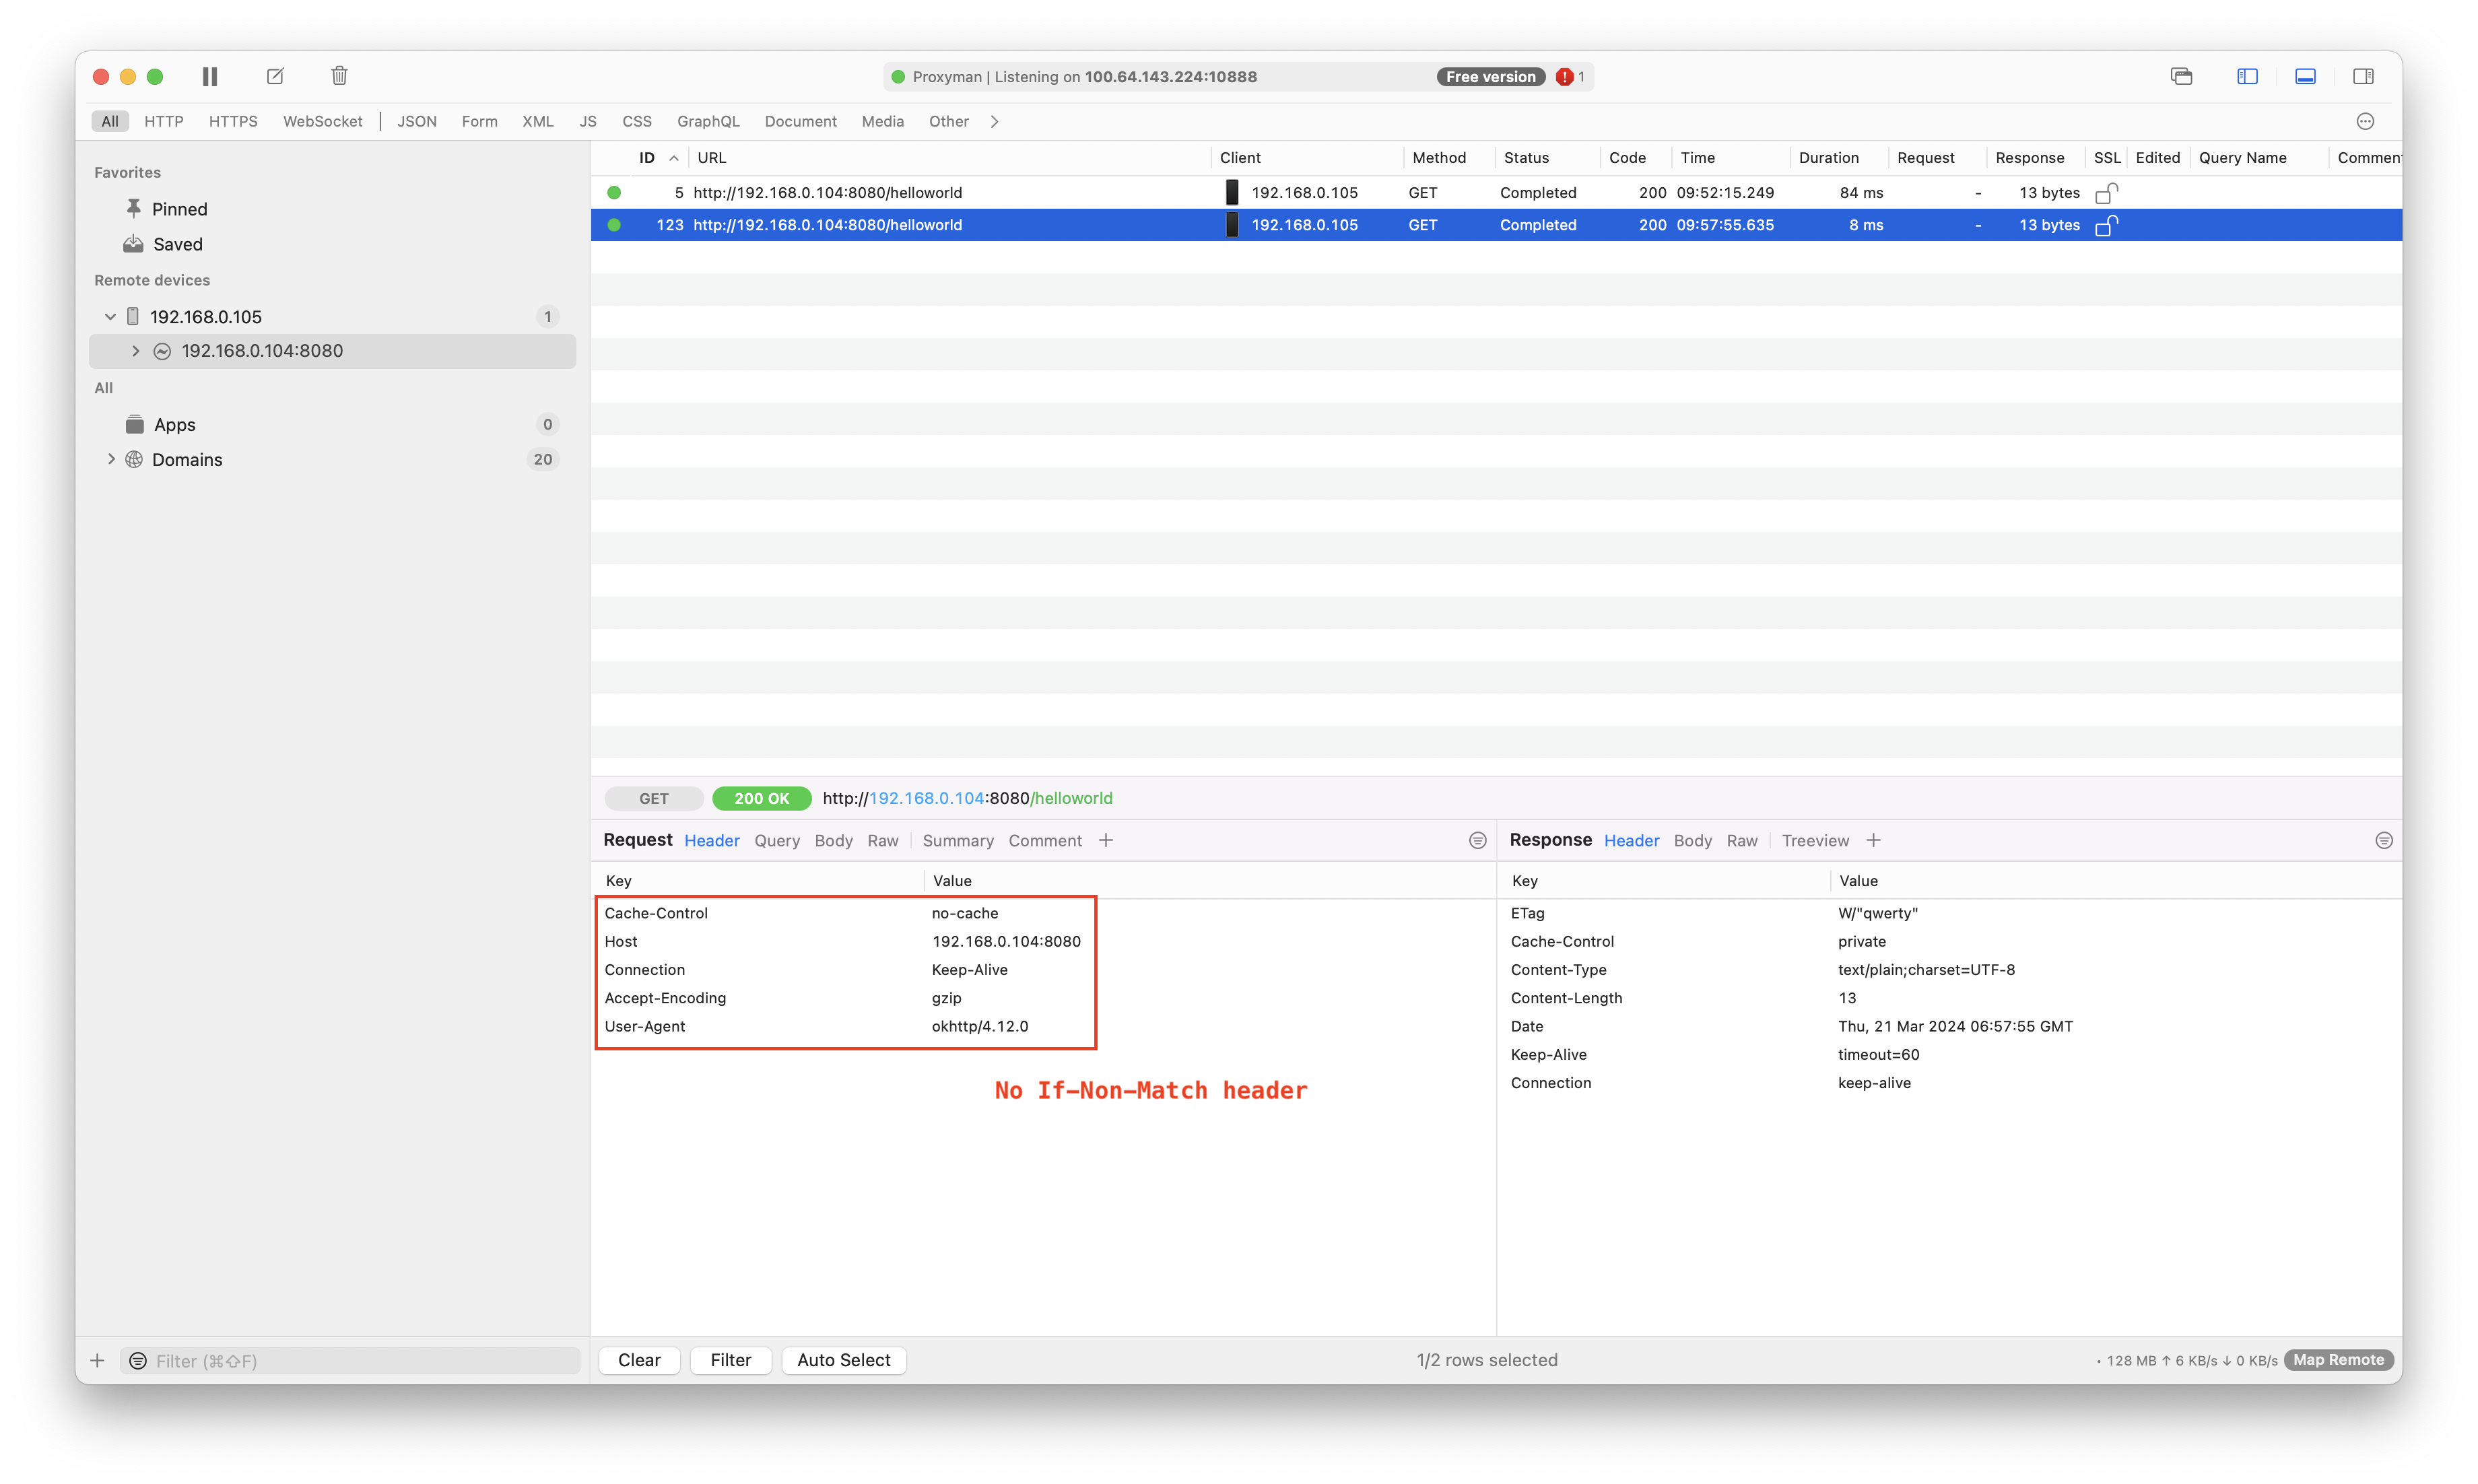 Proxyman | Listening on 100.64.143.224:10888 Free version 1
All HTTP HTTPS WebSocket JSON Form XML JS CSS GraphQL Document Media Other
Favorites
Pinned
Saved
Remote devices
192.168.0.105 1
192.168.0.104:8080
All
Apps 0
Domains 20
ID URL Client Method Status Code Time Duration Request Response SSL Edited Query Name Commen
5 http://192.168.0.104:8080/helloworld 192.168.0.105 GET Completed 200 09:52:15.249 84 ms - 13 bytes
123 http://192.168.0.104:8080/helloworld 192.168.0.105 GET Completed 200 09:57:55.635 8 ms - 13 bytes
GET 200 OK http://192.168.0.104:8080/helloworld
Request Header Query Body Raw Summary Comment +
Key Value
Cache-Control no-cache
Host 192.168.0.104:8080
Connection Keep-Alive
Accept-Encoding gzip
User-Agent okhttp/4.12.0
No If-Non-Match header
Response Header Body Raw Treeview +
Key Value
ETag W/"qwerty"
Cache-Control private
Content-Type text/plain;charset=UTF-8
Content-Length 13
Date Thu, 21 Mar 2024 06:57:55 GMT
Keep-Alive timeout=60
Connection keep-alive
+ Filter (⌘⇧F)
Clear Filter Auto Select 1/2 rows selected • 128 MB ↑ 6 KB/s ↓ 0 KB/s Map Remote